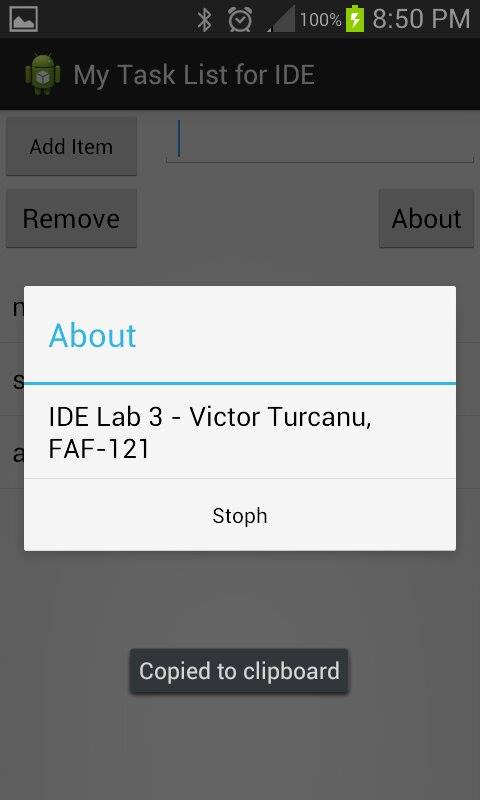 100% 8:50 PM
My Task List for IDE
Add Item
Remove
About
About
IDE Lab 3 - Victor Turcanu,
FAF-121
Stoph
Copied to clipboard